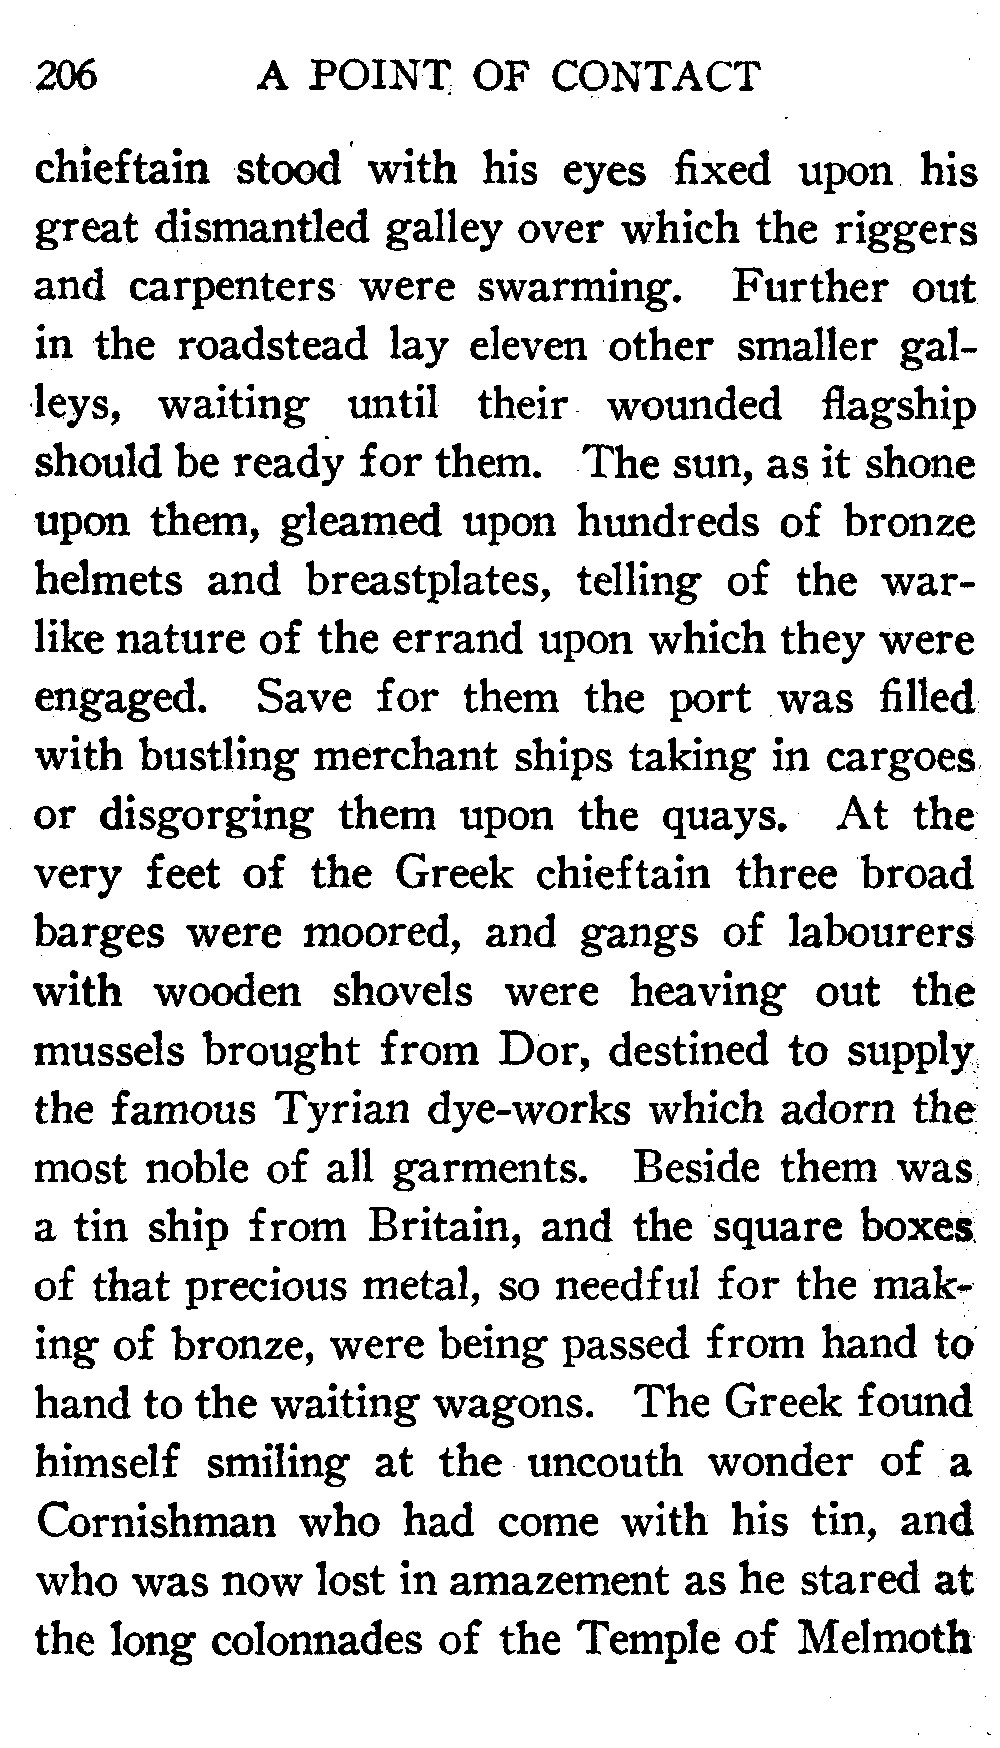 206 A POINT OF CONTACT
chieftain stood with his eyes fixed upon his
great dismantled galley over which the riggers
and carpenters were swarming. Further out
in the roadstead lay eleven other smaller gal-
leys, waiting until their wounded flagship
should be ready for them. The sun, as it shone
upon them, gleamed upon hundreds of bronze
helmets and breastplates, telling of the war-
like nature of the errand upon which they were
engaged. Save for them the port was filled
with bustling merchant ships taking in cargoes
or disgorging them upon the quays. At the
very feet of the Greek chieftain three broad
barges were moored, and gangs of labourers
with wooden shovels were heaving out the
mussels brought from Dor, destined to supply
the famous Tyrian dye-works which adorn the
most noble of all garments. Beside them was
a tin ship from Britain, and the square boxes
of that precious metal, so needful for the mak-
ing of bronze, were being passed from hand to
hand to the waiting wagons. The Greek found
himself smiling at the uncouth wonder of a
Cornishman who had come with his tin, and
who was now lost in amazement as he stared at
the long colonnades of the Temple of Melmoth